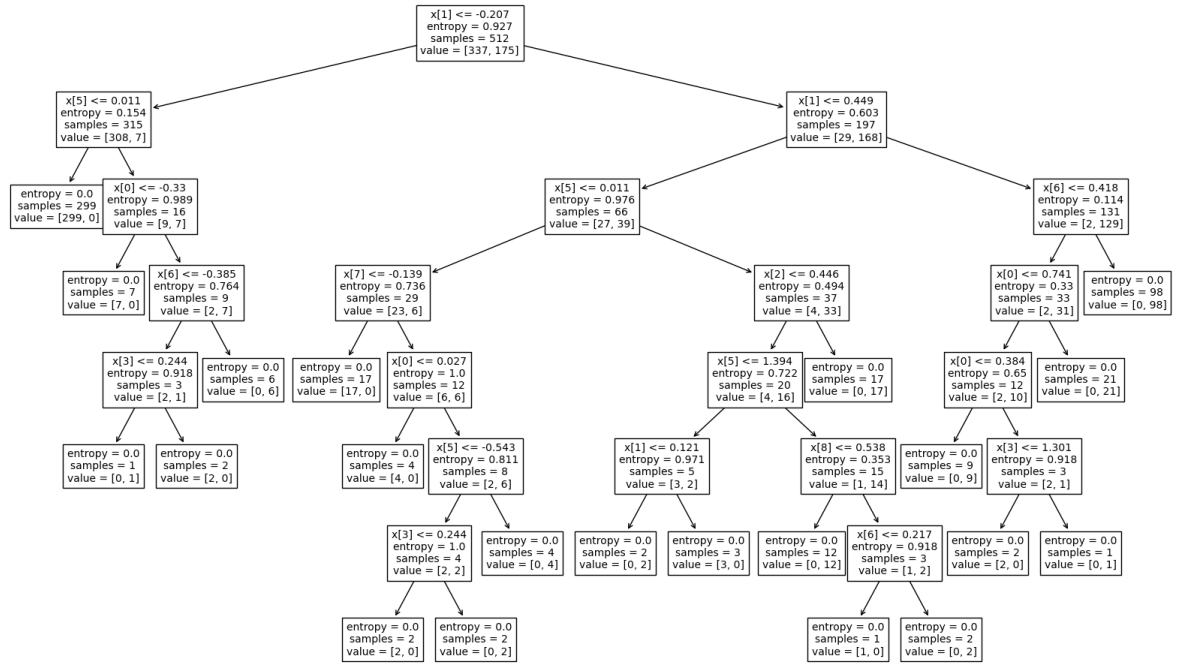 x[1] <= -0.207
entropy = 0.927
samples = 512
value = [337, 175]
x[5] <= 0.011
entropy = 0.154
samples = 315
value = [308, 7]
x[1] <= 0.449
entropy = 0.603
samples = 197
value = [29, 168]
entropy = 0.0
samples = 299
value = [299, 0]
x[0] <= -0.33
entropy = 0.989
samples = 16
value = [9, 7]
x[5] <= 0.011
entropy = 0.976
samples = 66
value = [27, 39]
x[6] <= 0.418
entropy = 0.114
samples = 131
value = [2, 129]
entropy = 0.0
samples = 7
value = [7, 0]
x[6] <= -0.385
entropy = 0.764
samples = 9
value = [2, 7]
x[7] <= -0.139
entropy = 0.736
samples = 29
value = [23, 6]
x[2] <= 0.446
entropy = 0.494
samples = 37
value = [4, 33]
x[0] <= 0.741
entropy = 0.33
samples = 33
value = [2, 31]
entropy = 0.0
samples = 98
value = [0, 98]
x[3] <= 0.244
entropy = 0.918
samples = 3
value = [2, 1]
entropy = 0.0
samples = 6
value = [0, 6]
entropy = 0.0
samples = 17
value = [17, 0]
x[0] <= 0.027
entropy = 1.0
samples = 12
value = [6, 6]
x[5] <= 1.394
entropy = 0.722
samples = 20
value = [4, 16]
entropy = 0.0
samples = 17
value = [0, 17]
x[0] <= 0.384
entropy = 0.65
samples = 12
value = [2, 10]
entropy = 0.0
samples = 21
value = [0, 21]
entropy = 0.0
samples = 1
value = [0, 1]
entropy = 0.0
samples = 2
value = [2, 0]
entropy = 0.0
samples = 4
value = [4, 0]
x[5] <= -0.543
entropy = 0.811
samples = 8
value = [2, 6]
x[1] <= 0.121
entropy = 0.971
samples = 5
value = [3, 2]
x[8] <= 0.538
entropy = 0.353
samples = 15
value = [1, 14]
entropy = 0.0
samples = 9
value = [0, 9]
x[3] <= 1.301
entropy = 0.918
samples = 3
value = [2, 1]
x[3] <= 0.244
entropy = 1.0
samples = 4
value = [2, 2]
entropy = 0.0
samples = 4
value = [0, 4]
entropy = 0.0
samples = 2
value = [0, 2]
entropy = 0.0
samples = 3
value = [3, 0]
entropy = 0.0
samples = 12
value = [0, 12]
x[6] <= 0.217
entropy = 0.918
samples = 3
value = [1, 2]
entropy = 0.0
samples = 2
value = [2, 0]
entropy = 0.0
samples = 1
value = [0, 1]
entropy = 0.0
samples = 2
value = [2, 0]
entropy = 0.0
samples = 2
value = [0, 2]
entropy = 0.0
samples = 1
value = [1, 0]
entropy = 0.0
samples = 2
value = [0, 2]